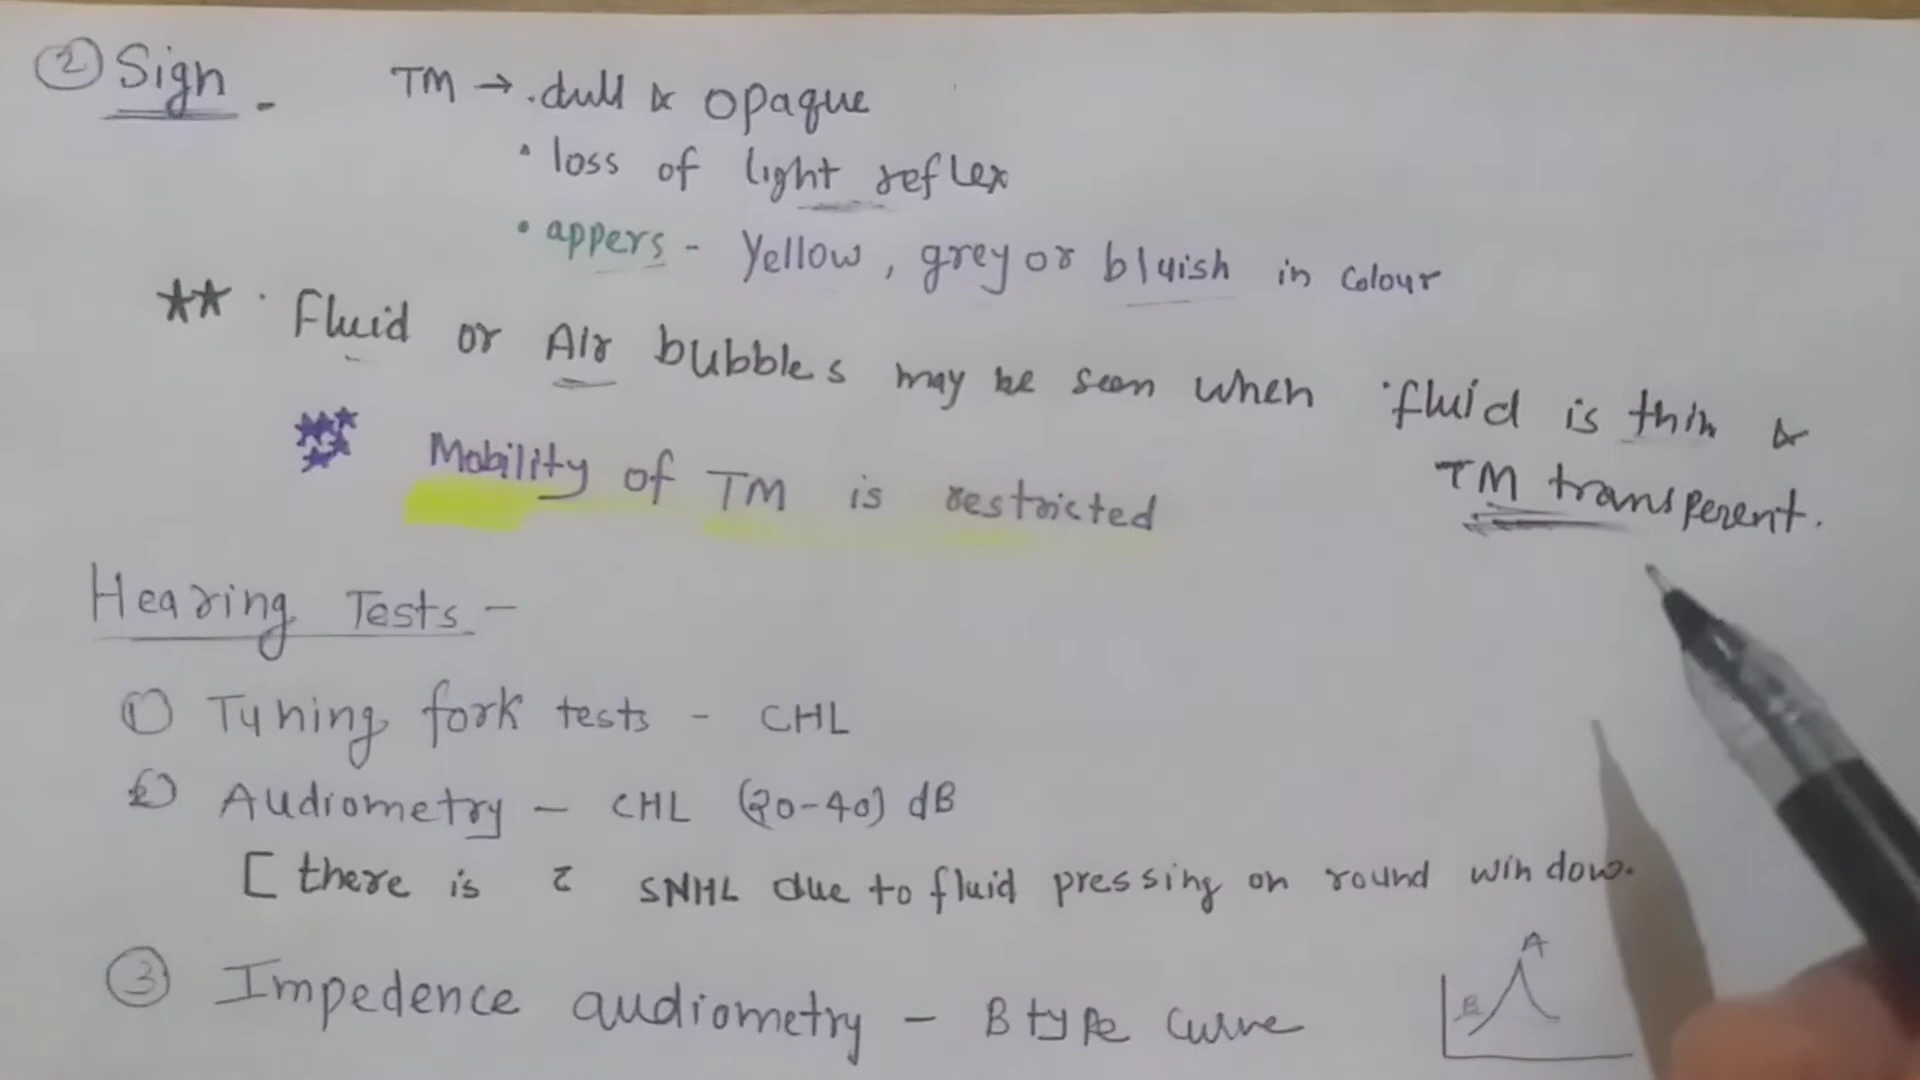 ② Sign - TM → . dull & opaque
• loss of light reflex
• appers - Yellow, grey or bluish in colour
★★ . Fluid or Air bubbles may be seen when fluid is thin &
TM transperent.
Mobility of TM is restricted
Hearing Tests -
① Tuning fork tests - CHL
② Audiometry - CHL (20-40) dB
[ there is SNHL due to fluid pressing on round window.
③ Impedence audiometry - B type Curve
A
B